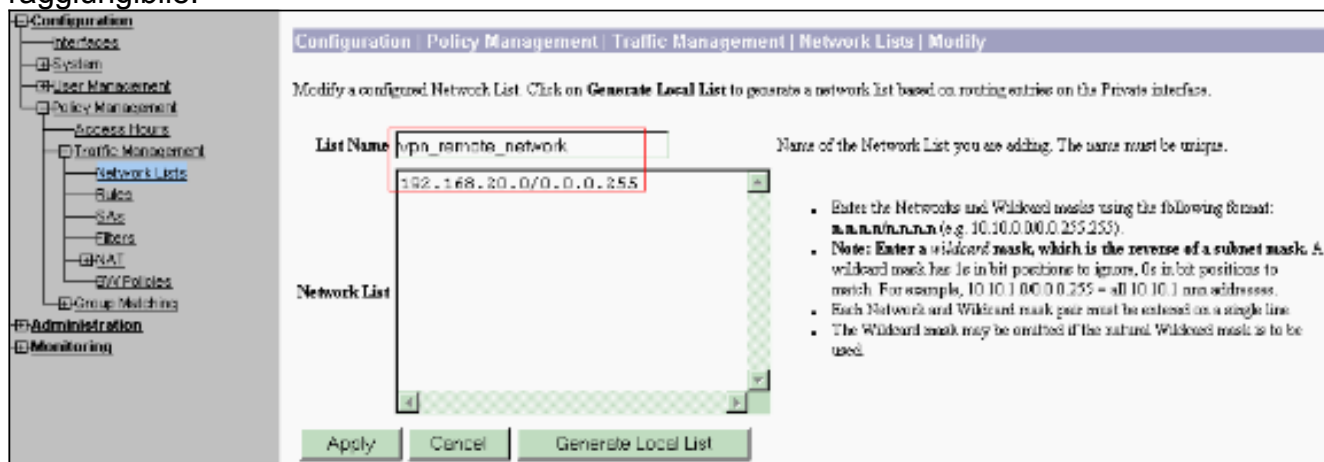 raggiungibile.
Configuration
Interfaces
System
User Management
Policy Management
Access Hours
Traffic Management
Network Lists
Rules
SAs
Filters
NAT
BW Policies
Group Matching
Administration
Monitoring
Configuration | Policy Management | Traffic Management | Network Lists | Modify
Modify a configured Network List. Click on Generate Local List to generate a network list based on routing entries on the Private interface.
List Name vpn_remote_network Name of the Network List you are adding. The name must be unique.
Network List
192.168.20.0/0.0.0.255
• Enter the Networks and Wildcard masks using the following format:
n.n.n.n/n.n.n.n (e.g. 10.10.0.0/0.0.255.255).
• Note: Enter a wildcard mask, which is the reverse of a subnet mask. A
wildcard mask has 1s in bit positions to ignore, 0s in bit positions to
match. For example, 10.10.1.0/0.0.0.255 = all 10.10.1.nnn addresses.
• Each Network and Wildcard mask pair must be entered on a single line.
• The Wildcard mask may be omitted if the natural Wildcard mask is to be
used.
Apply Cancel Generate Local List